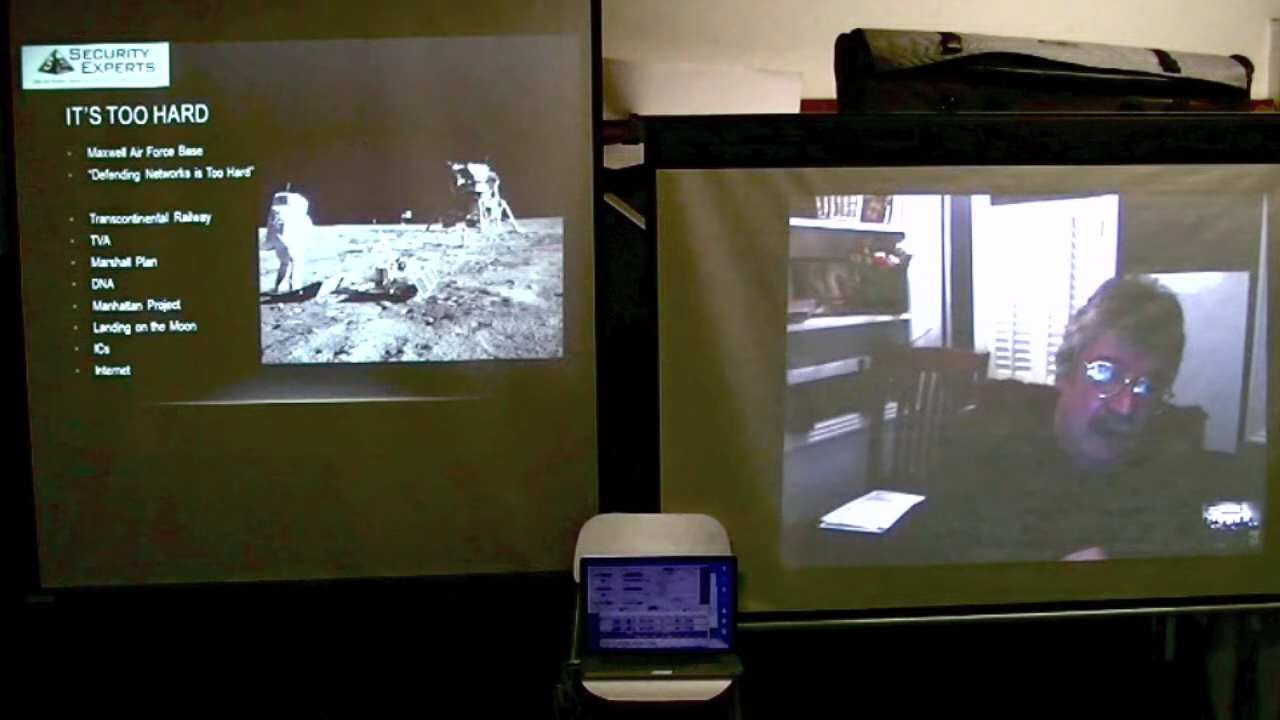 SECURITY
EXPERTS
IT'S TOO HARD
Maxwell Air Force Base
"Defending Networks is Too Hard"
Transcontinental Railway
TVA
Marshall Plan
DNA
Manhattan Project
Landing on the Moon
ICs
Internet